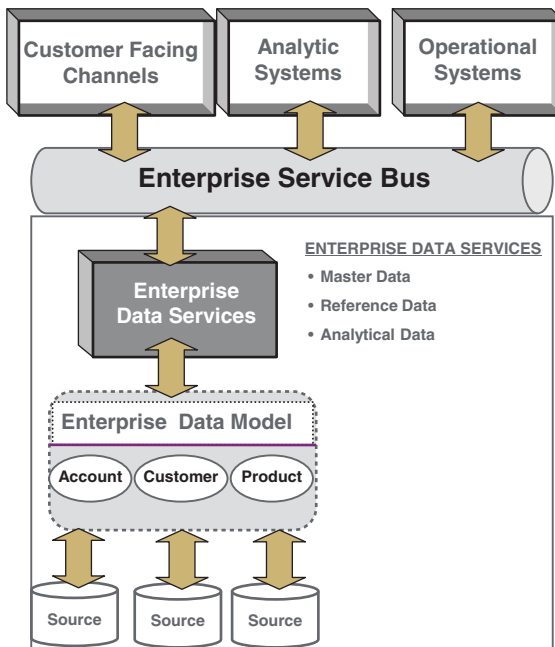 Customer Facing
Channels
Analytic
Systems
Operational
Systems
Enterprise Service Bus
Enterprise
Data Services
ENTERPRISE DATA SERVICES
• Master Data
• Reference Data
• Analytical Data
Enterprise Data Model
Account
Customer
Product
Source
Source
Source